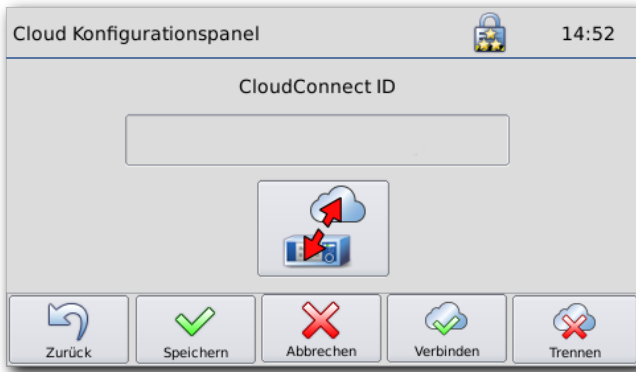 Cloud Konfigurationspanel
14:52
CloudConnect ID
Zurück
Speichern
Abbrechen
Verbinden
Trennen